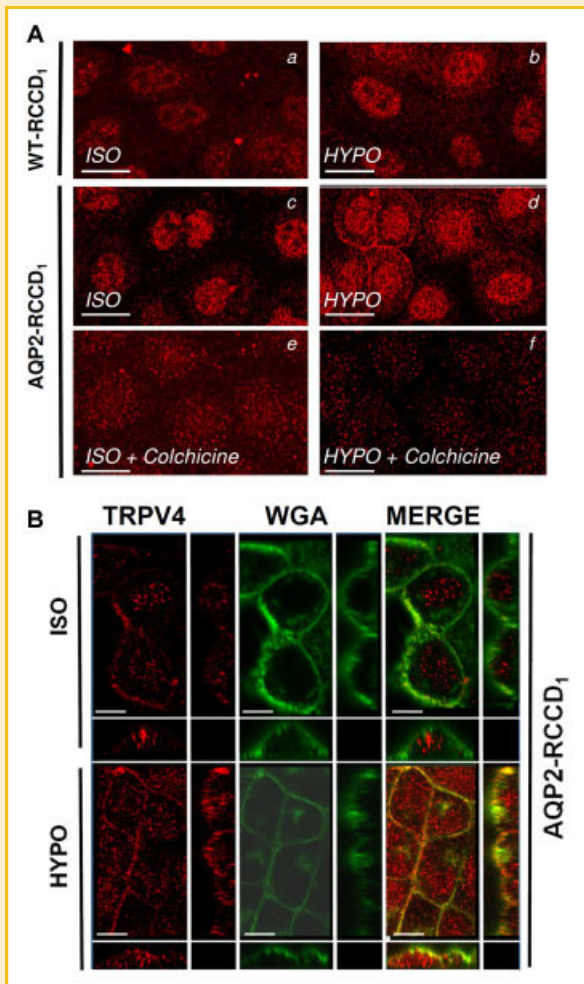 A
WT-RCCD1
a
ISO
b
HYPO
AQP2-RCCD1
c
ISO
d
HYPO
e
ISO + Colchicine
f
HYPO + Colchicine
B
TRPV4 WGA MERGE
ISO
HYPO
AQP2-RCCD1